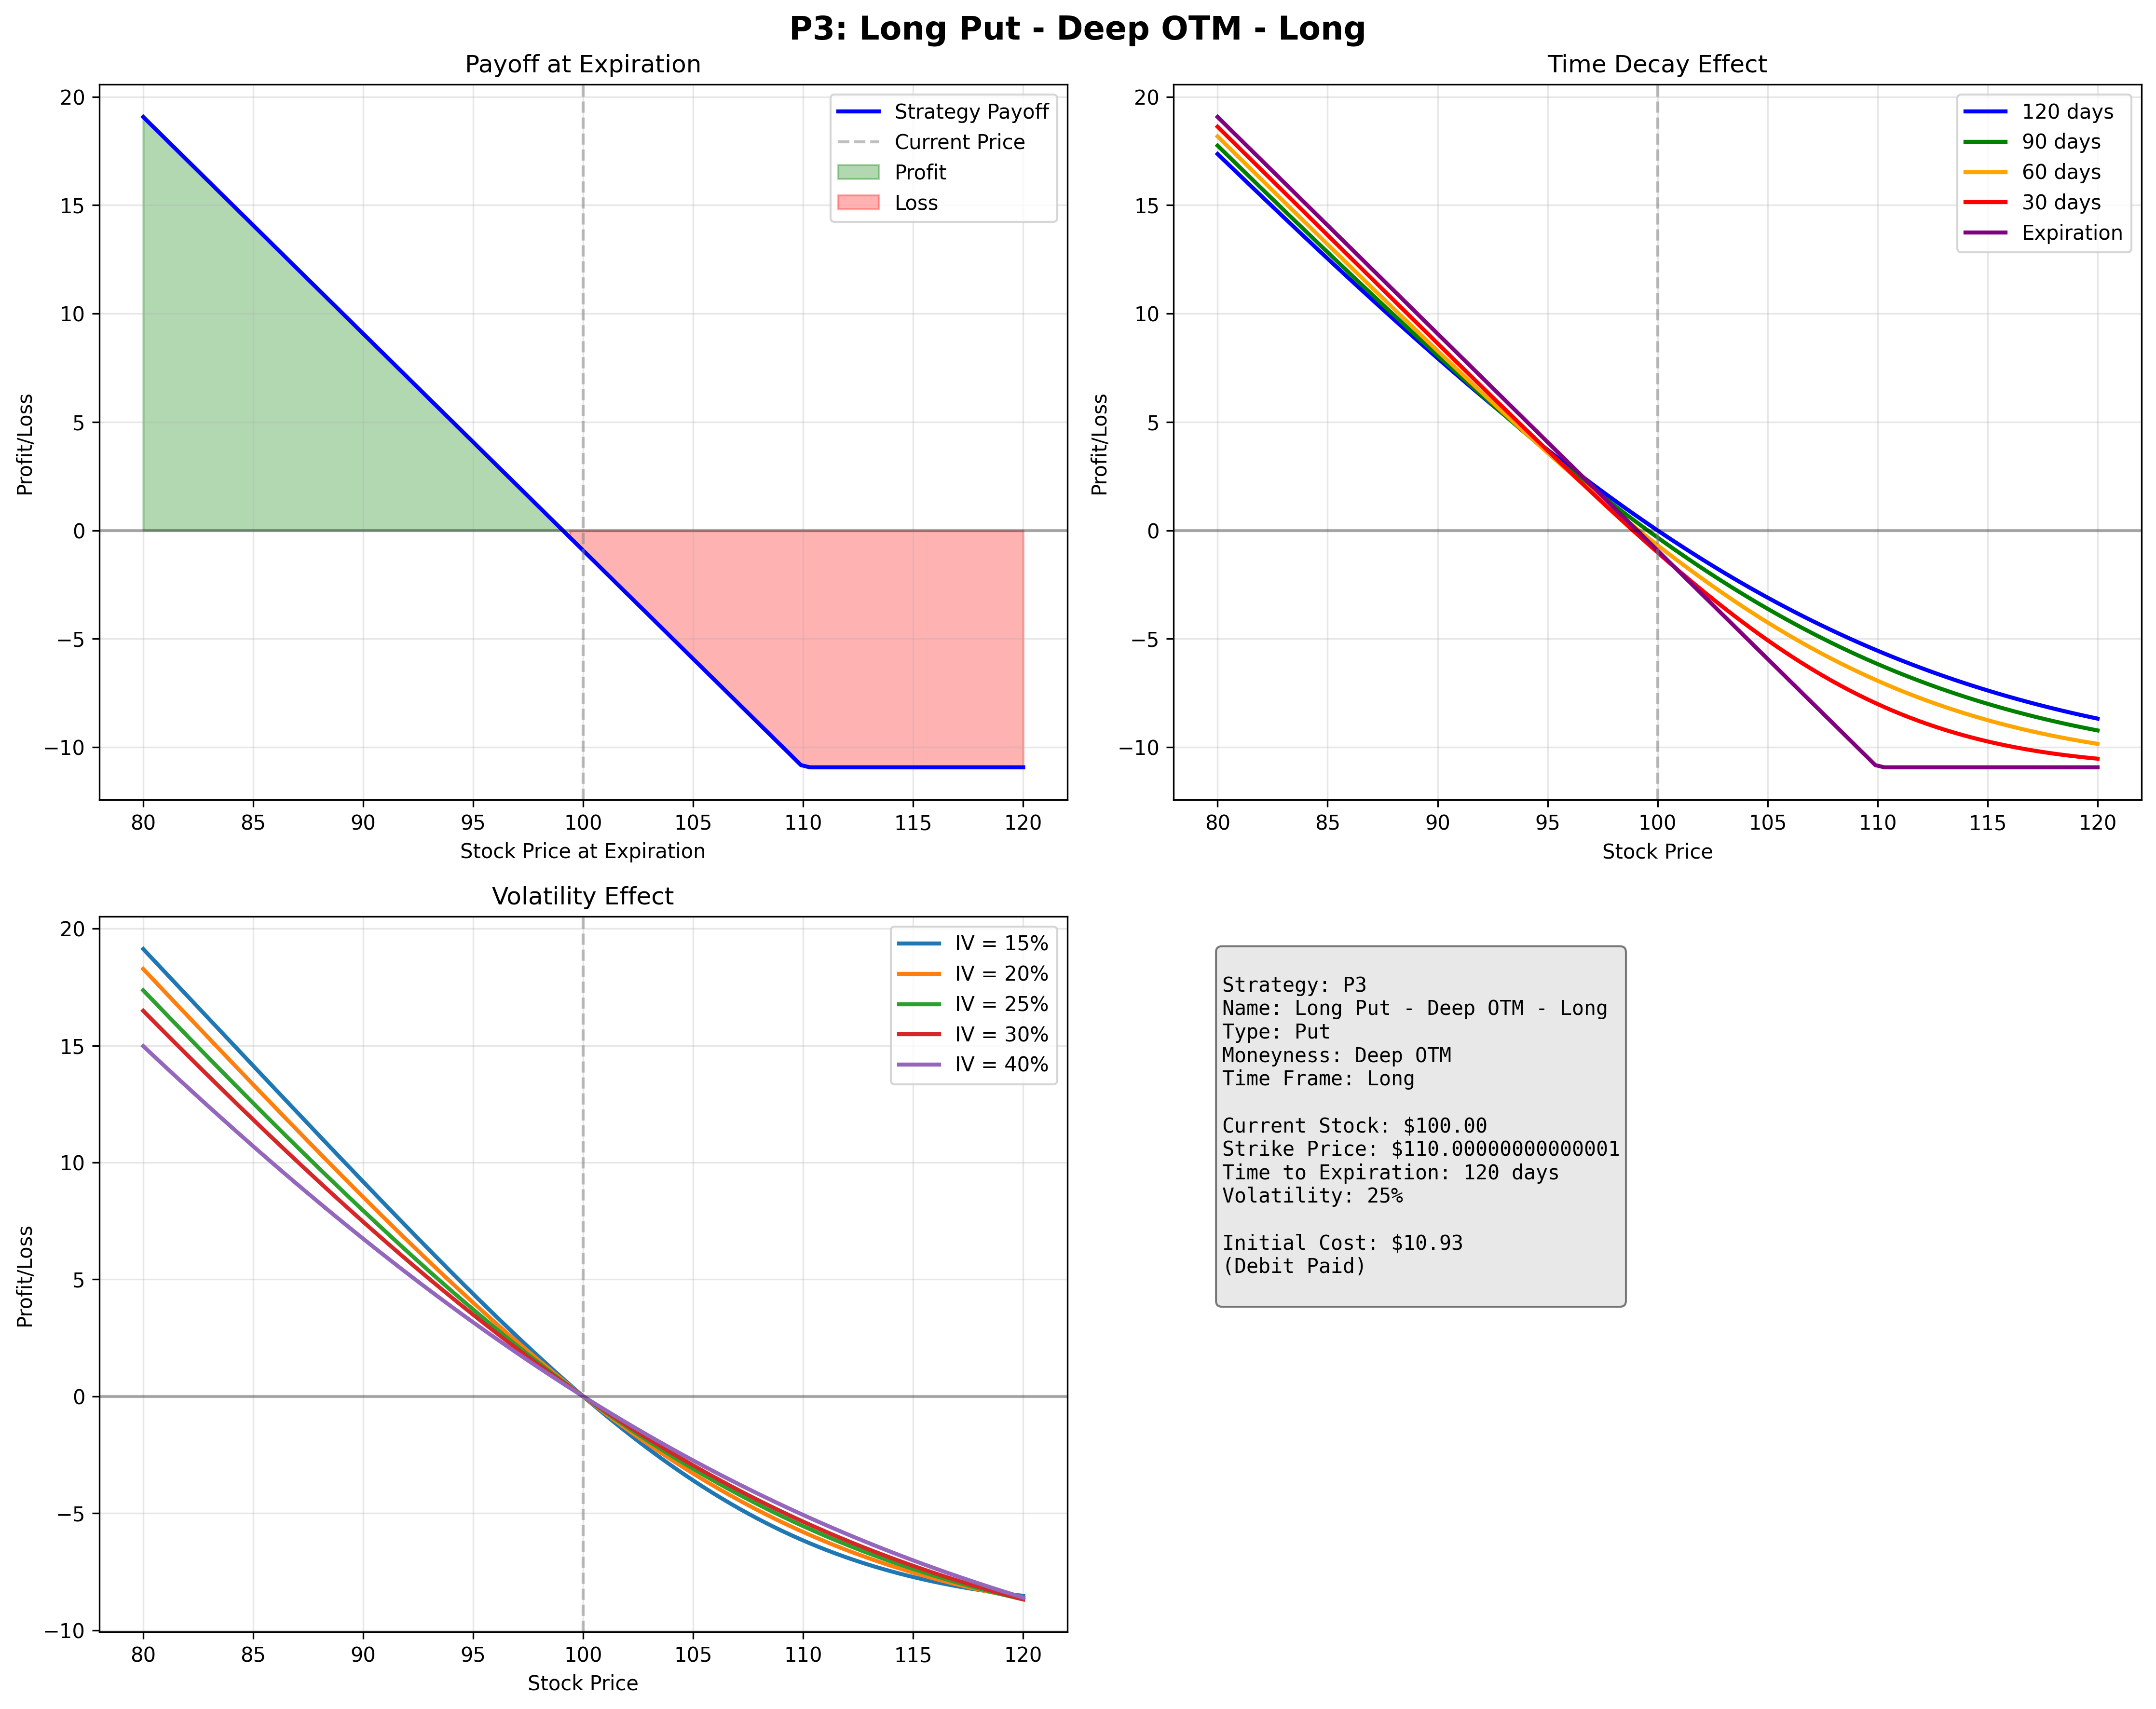 P3: Long Put - Deep OTM - Long
Payoff at Expiration
20
15
10
5
0
−5
−10
80
85
90
95
100
105
110
115
120
Profit/Loss
Stock Price at Expiration
Strategy Payoff
Current Price
Profit
Loss
Time Decay Effect
20
15
10
5
0
−5
−10
80
85
90
95
100
105
110
115
120
Profit/Loss
Stock Price
120 days
90 days
60 days
30 days
Expiration
Volatility Effect
20
15
10
5
0
−5
−10
80
85
90
95
100
105
110
115
120
Profit/Loss
Stock Price
IV = 15%
IV = 20%
IV = 25%
IV = 30%
IV = 40%
Strategy: P3
Name: Long Put - Deep OTM - Long
Type: Put
Moneyness: Deep OTM
Time Frame: Long
Current Stock: $100.00
Strike Price: $110.00000000000001
Time to Expiration: 120 days
Volatility: 25%
Initial Cost: $10.93
(Debit Paid)